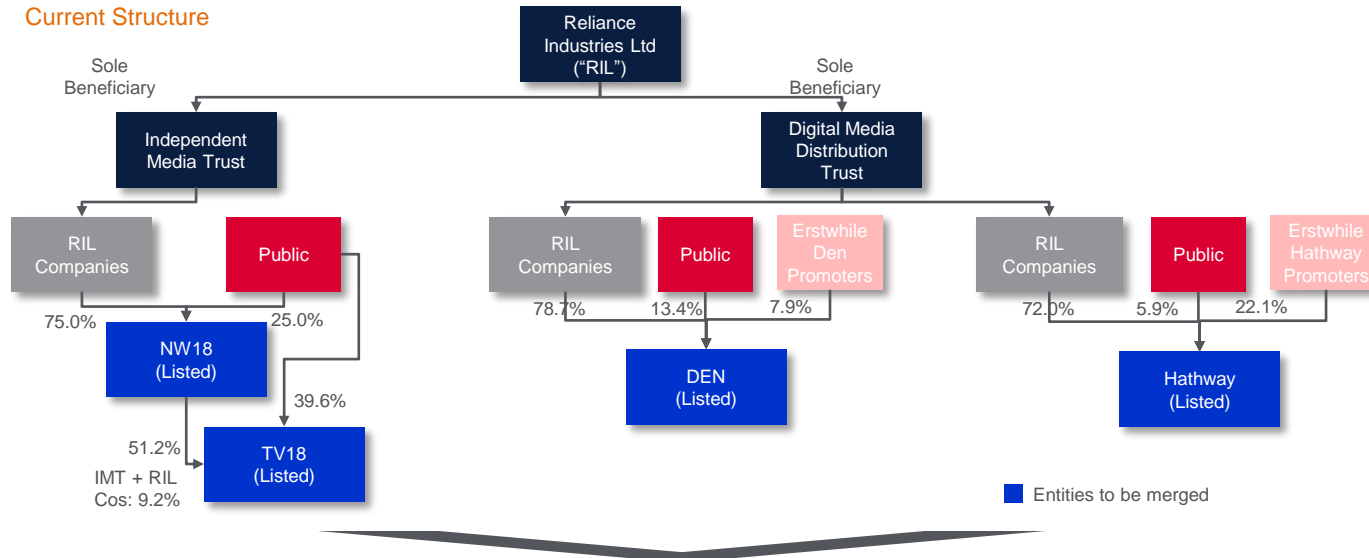 Current Structure
Reliance
Industries Ltd
(“RIL”)
Sole
Beneficiary
Sole
Beneficiary
Independent
Media Trust
Digital Media
Distribution
Trust
RIL
Companies
Public
RIL
Companies
Public
Erstwhile
Den
Promoters
RIL
Companies
Public
Erstwhile
Hathway
Promoters
75.0%
25.0%
78.7%
13.4%
7.9%
72.0%
5.9%
22.1%
NW18
(Listed)
DEN
(Listed)
Hathway
(Listed)
39.6%
51.2%
TV18
(Listed)
IMT + RIL
Cos: 9.2%
Entities to be merged